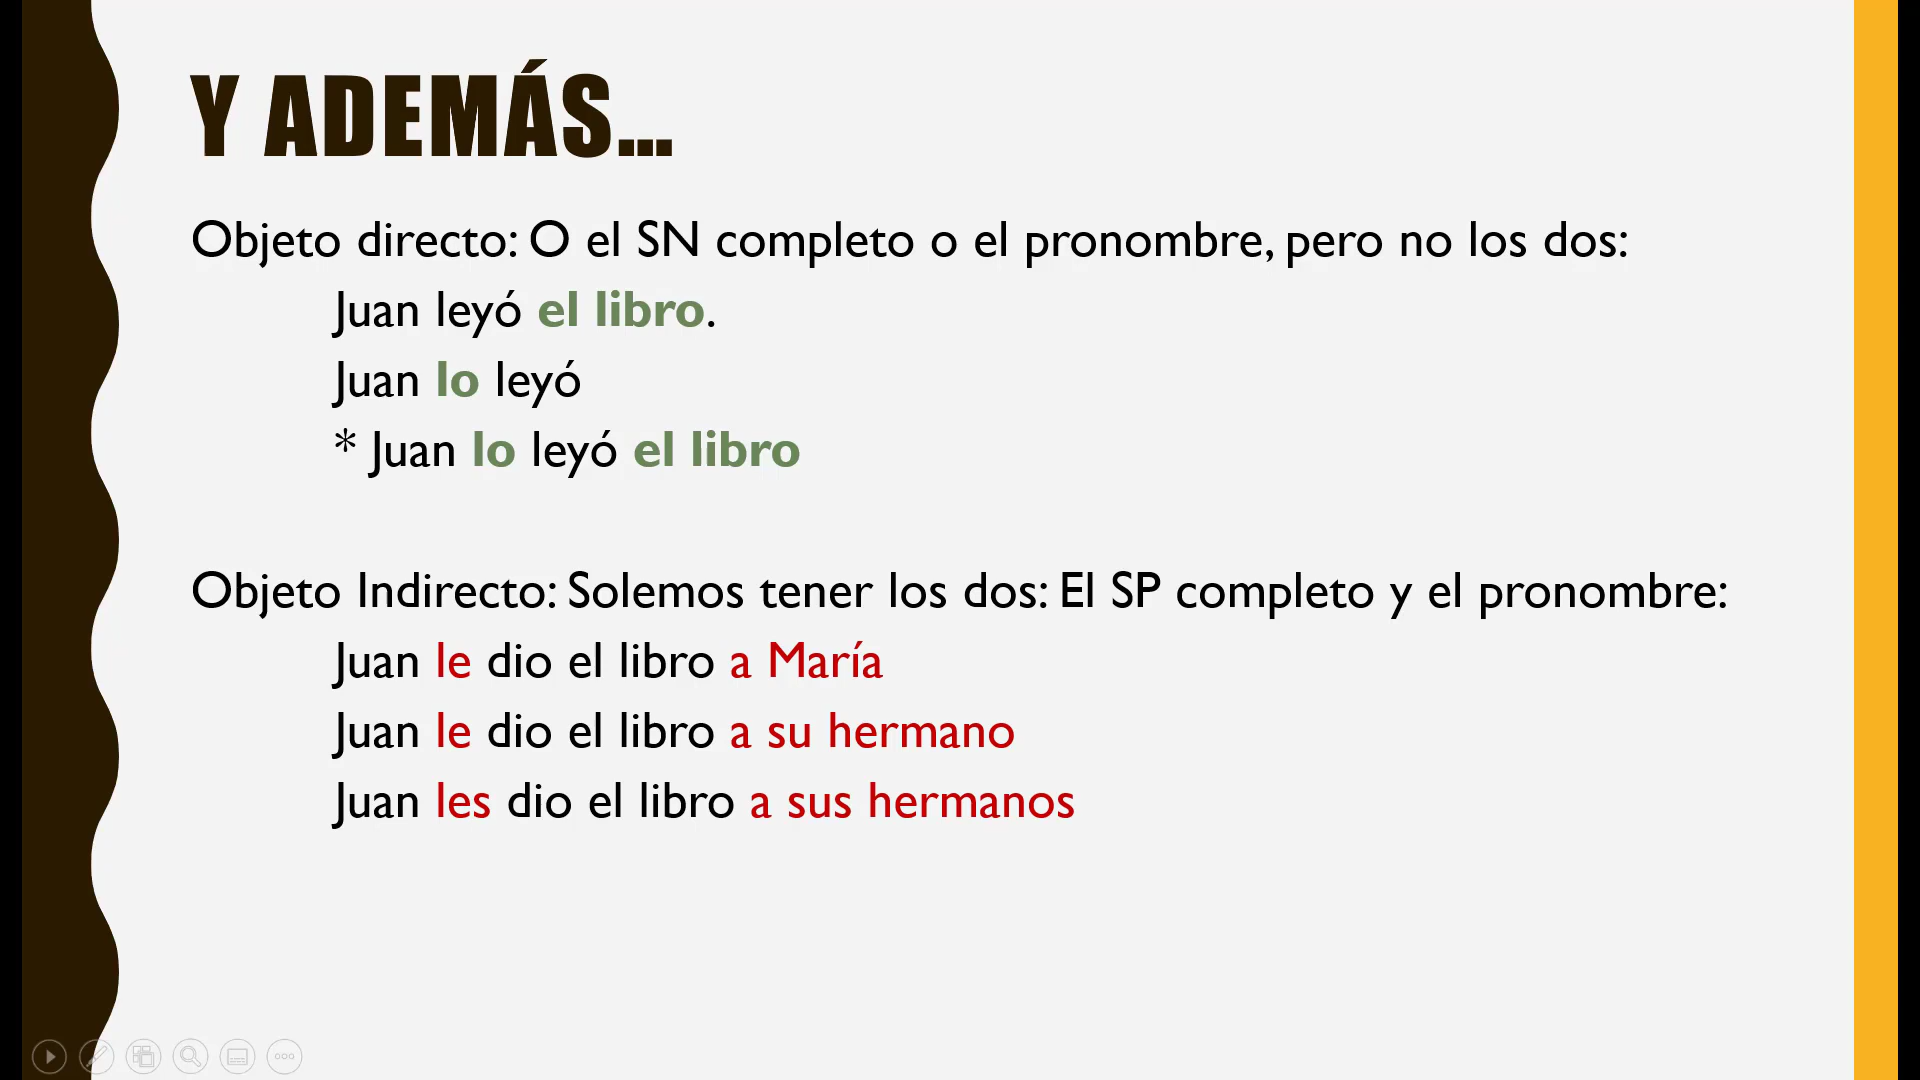 Y ADEMÁS...
Objeto directo: O el SN completo o el pronombre, pero no los dos:
Juan leyó el libro.
Juan lo leyó
* Juan lo leyó el libro
Objeto Indirecto: Solemos tener los dos: El SP completo y el pronombre:
Juan le dio el libro a María
Juan le dio el libro a su hermano
Juan les dio el libro a sus hermanos